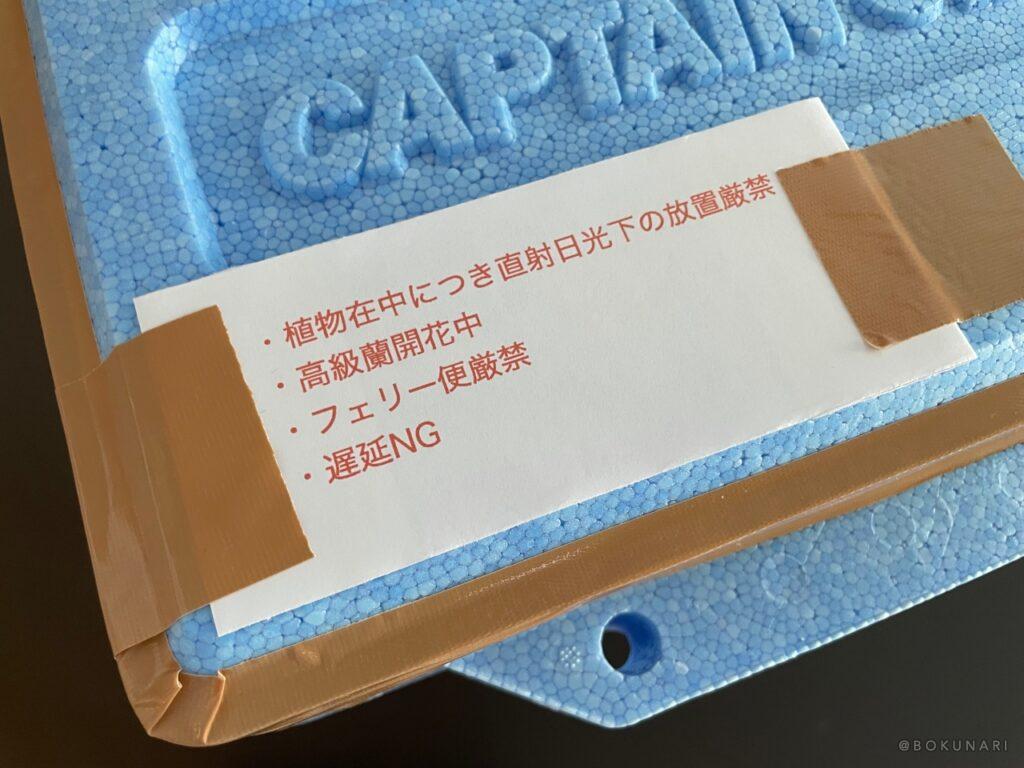 CAPTAIN
・植物在中につき直射日光下の放置厳禁
・高級蘭開花中
・フェリー便厳禁
・遅延NG
@BOKUNARI